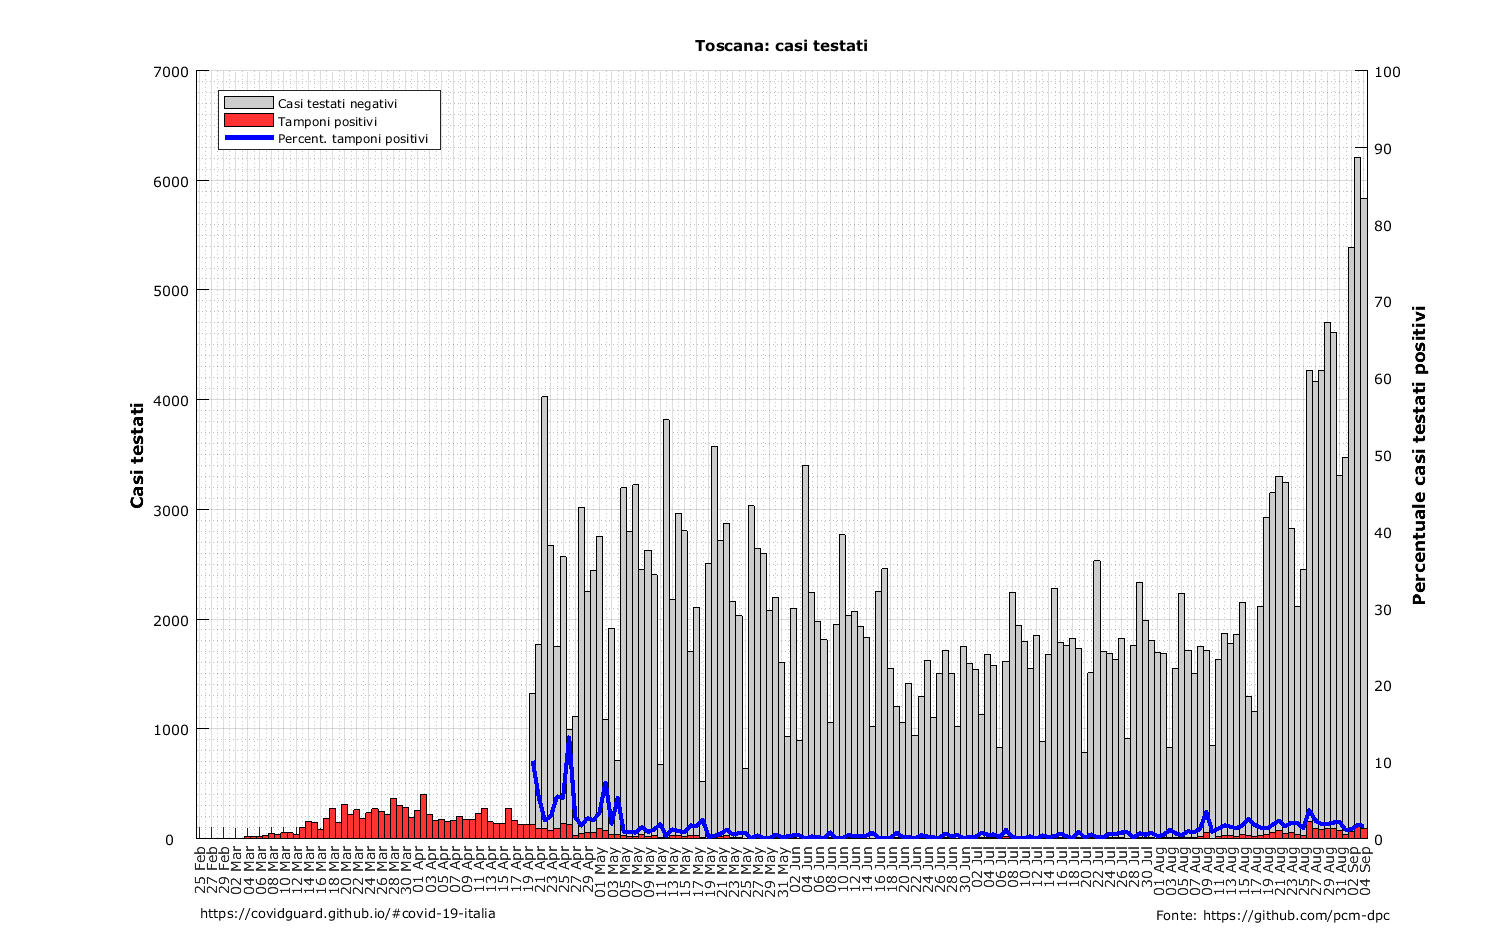 Toscana: casi testati
7000
6000
5000
4000
3000
2000
1000
0
Casi testati
Casi testati negativi
Tamponi positivi
Percent. tamponi positivi
100
90
80
70
60
50
40
30
20
10
0
Percentuale casi testati positivi
25 Feb
27 Feb
29 Feb
02 Mar
04 Mar
06 Mar
08 Mar
10 Mar
12 Mar
14 Mar
16 Mar
18 Mar
20 Mar
22 Mar
24 Mar
26 Mar
28 Mar
30 Mar
01 Apr
03 Apr
05 Apr
07 Apr
09 Apr
11 Apr
13 Apr
15 Apr
17 Apr
19 Apr
21 Apr
23 Apr
25 Apr
27 Apr
29 Apr
01 May
03 May
05 May
07 May
09 May
11 May
13 May
15 May
17 May
19 May
21 May
23 May
25 May
27 May
29 May
31 May
02 Jun
04 Jun
06 Jun
08 Jun
10 Jun
12 Jun
14 Jun
16 Jun
18 Jun
20 Jun
22 Jun
24 Jun
26 Jun
28 Jun
30 Jun
02 Jul
04 Jul
06 Jul
08 Jul
10 Jul
12 Jul
14 Jul
16 Jul
18 Jul
20 Jul
22 Jul
24 Jul
26 Jul
28 Jul
30 Jul
01 Aug
03 Aug
05 Aug
07 Aug
09 Aug
11 Aug
13 Aug
15 Aug
17 Aug
19 Aug
21 Aug
23 Aug
25 Aug
27 Aug
29 Aug
31 Aug
02 Sep
04 Sep
https://covidguard.github.io/#covid-19-italia
Fonte: https://github.com/pcm-dpc